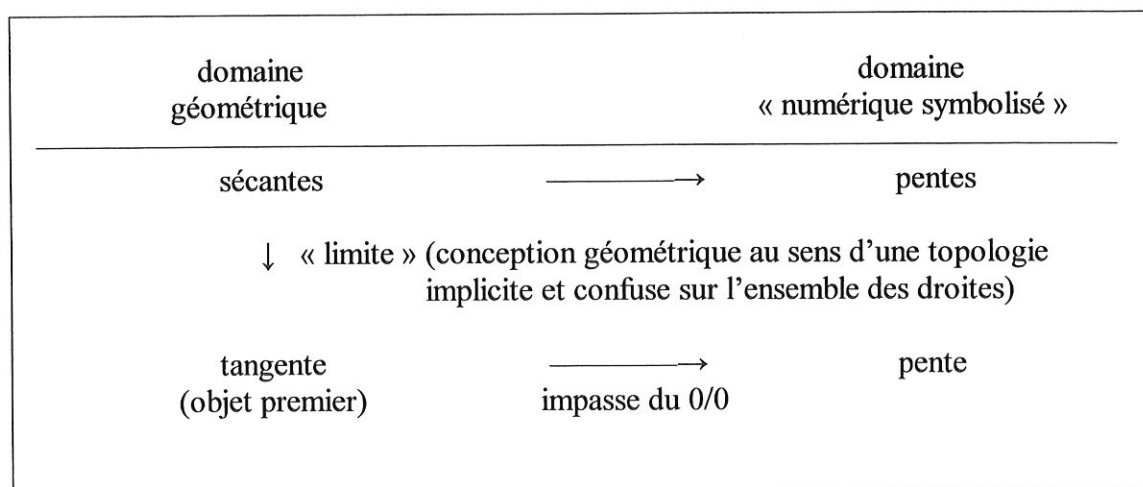 domaine domaine
géométrique « numérique symbolisé »
sécantes ⟶ pentes
↓ « limite » (conception géométrique au sens d’une topologie
implicite et confuse sur l’ensemble des droites)
tangente ⟶ pente
(objet premier) impasse du 0/0